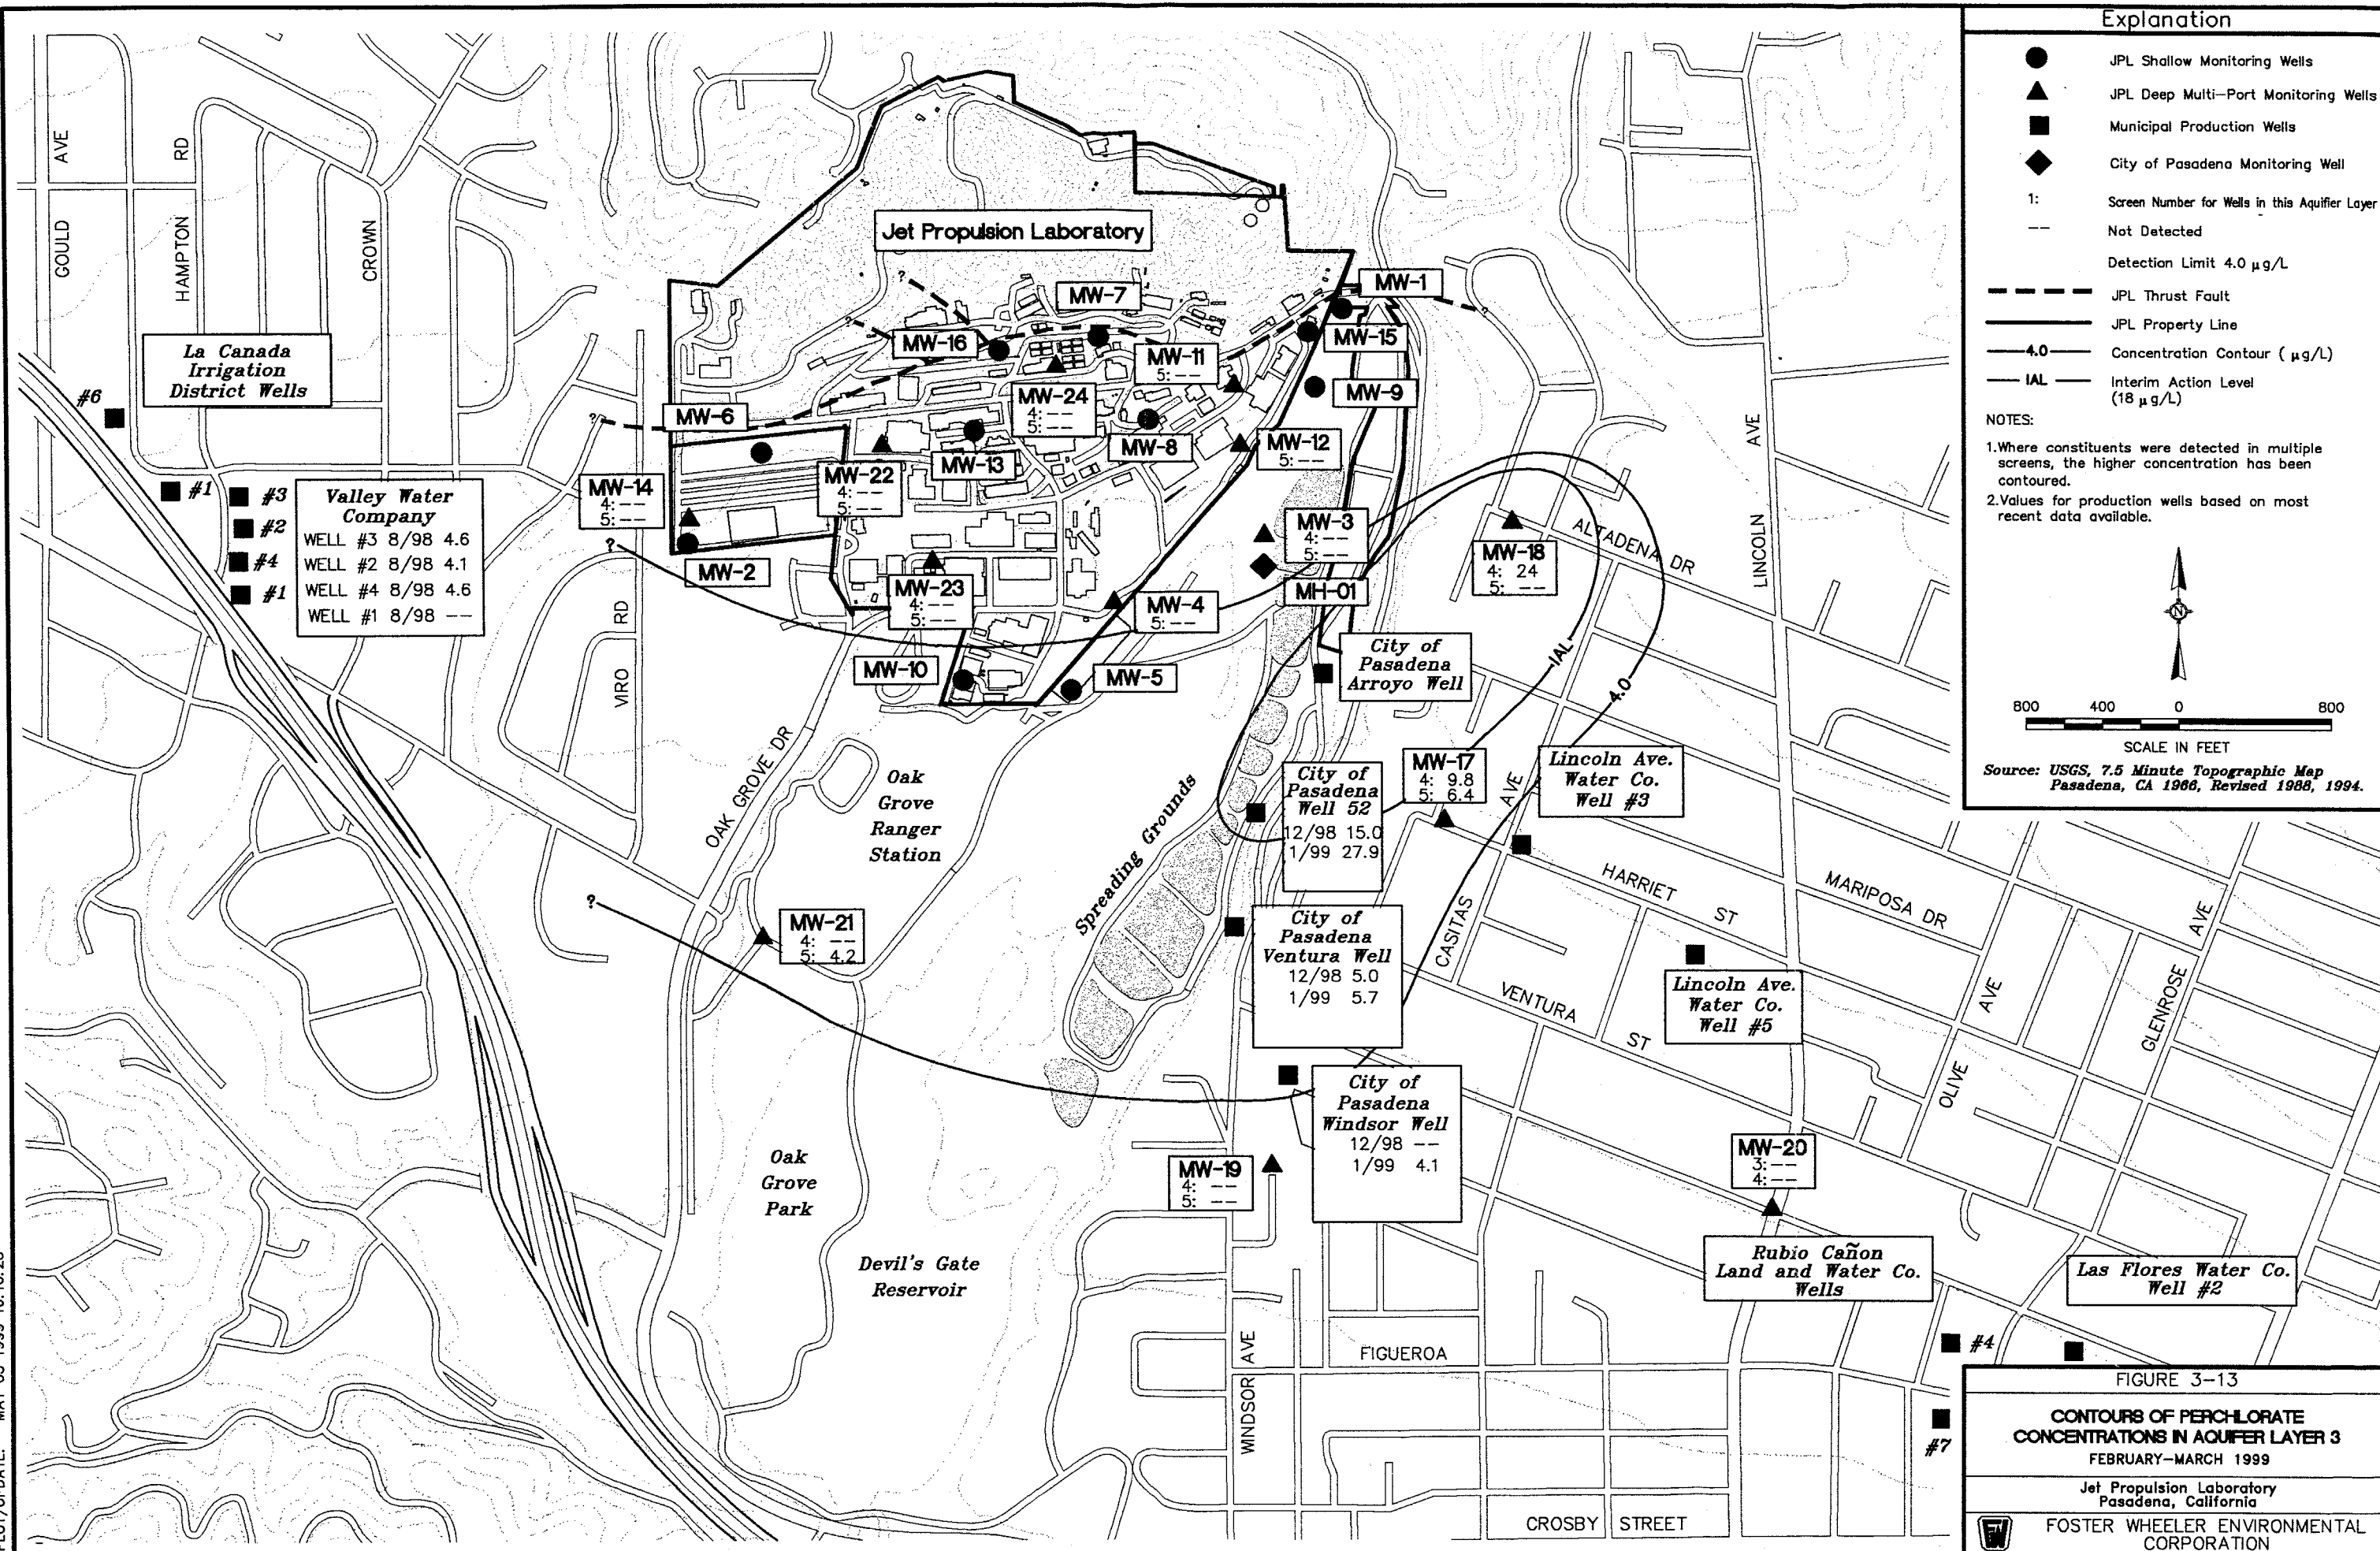 Explanation
JPL Shallow Monitoring Wells
JPL Deep Multi-Port Monitoring Wells
Municipal Production Wells
City of Pasadena Monitoring Well
1: Screen Number for Wells in this Aquifier Layer
-- Not Detected
Detection Limit 4.0 µg/L
JPL Thrust Fault
JPL Property Line
4.0 Concentration Contour ( µg/L)
IAL Interim Action Level
(18 µg/L)
NOTES:
1.Where constituents were detected in multiple
screens, the higher concentration has been
contoured.
2.Values for production wells based on most
recent data available.
N
800 400 0 800
SCALE IN FEET
Source: USGS, 7.5 Minute Topographic Map
Pasadena, CA 1966, Revised 1988, 1994.
GOULD AVE
HAMPTON RD
CROWN
Jet Propulsion Laboratory
?
?
?
?
?
?
La Canada
Irrigation
District Wells
#6
#1
#3
#2
#4
#1
Valley Water
Company
WELL #3 8/98 4.6
WELL #2 8/98 4.1
WELL #4 8/98 4.6
WELL #1 8/98 --
MW-7
MW-1
MW-16
MW-15
MW-11
5: --
MW-9
MW-24
4: --
5: --
MW-6
MW-8
MW-12
5: --
MW-13
MW-22
4: --
5: --
MW-14
4: --
5: --
MW-2
MW-3
4: --
5: --
MW-18
4: 24
5: --
MH-01
MW-23
4: --
5: --
MW-4
5: --
MW-10
MW-5
City of
Pasadena
Arroyo Well
VIRO RD
OAK GROVE DR
Oak
Grove
Ranger
Station
Spreading Grounds
ALTADENA DR
LINCOLN AVE
IAL
4.0
MW-17
4: 9.8
5: 6.4
Lincoln Ave.
Water Co.
Well #3
City of
Pasadena
Well 52
12/98 15.0
1/99 27.9
CASITAS AVE
HARRIET ST
MARIPOSA DR
MW-21
4: --
5: 4.2
City of
Pasadena
Ventura Well
12/98 5.0
1/99 5.7
VENTURA ST
Lincoln Ave.
Water Co.
Well #5
OLIVE AVE
GLENROSE AVE
City of
Pasadena
Windsor Well
12/98 --
1/99 4.1
MW-19
4: --
5: --
MW-20
3: --
4: --
Oak
Grove
Park
Devil's Gate
Reservoir
Rubio Cañon
Land and Water Co.
Wells
Las Flores Water Co.
Well #2
#4
#7
WINDSOR AVE
FIGUEROA
CROSBY STREET
FIGURE 3-13
CONTOURS OF PERCHLORATE
CONCENTRATIONS IN AQUIFER LAYER 3
FEBRUARY-MARCH 1999
Jet Propulsion Laboratory
Pasadena, California
FOSTER WHEELER ENVIRONMENTAL
CORPORATION